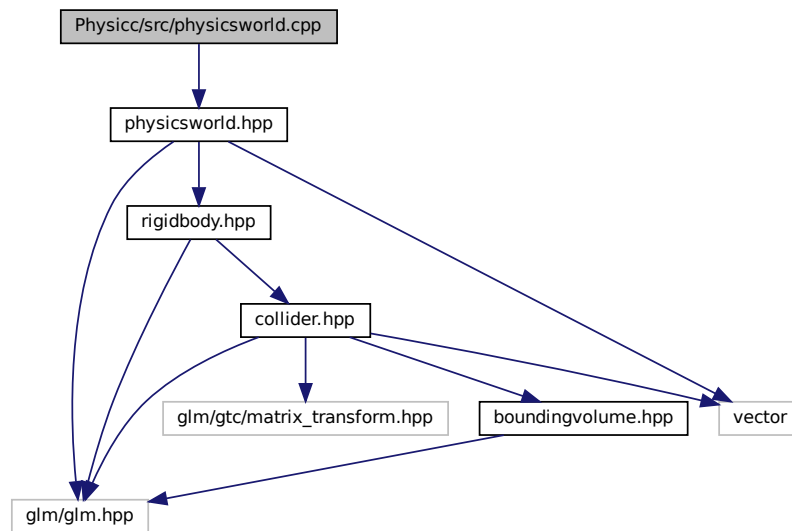 Physicc/src/physicsworld.cpp
physicsworld.hpp
rigidbody.hpp
collider.hpp
glm/gtc/matrix_transform.hpp
boundingvolume.hpp
vector
glm/glm.hpp